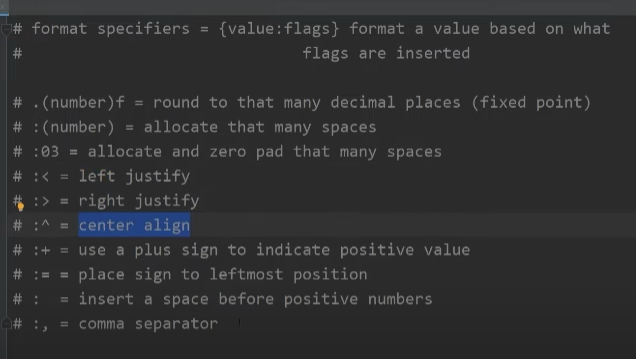 # format specifiers = {value:flags} format a value based on what
# flags are inserted
# .(number)f = round to that many decimal places (fixed point)
# :(number) = allocate that many spaces
# :03 = allocate and zero pad that many spaces
# :< = left justify
# :> = right justify
# :^ = center align
# :+ = use a plus sign to indicate positive value
# := = place sign to leftmost position
# :  = insert a space before positive numbers
# :, = comma separator